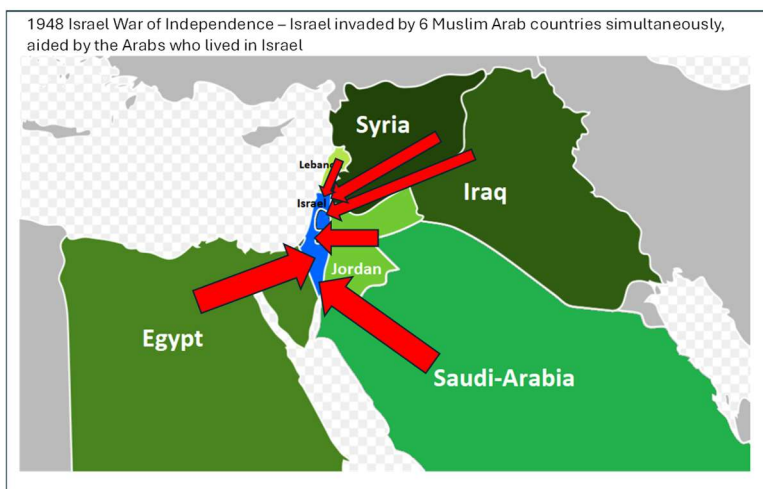 1948 Israel War of Independence – Israel invaded by 6 Muslim Arab countries simultaneously,
aided by the Arabs who lived in Israel
Syria
Leban
Iraq
Israel
Jordan
Egypt
Saudi-Arabia